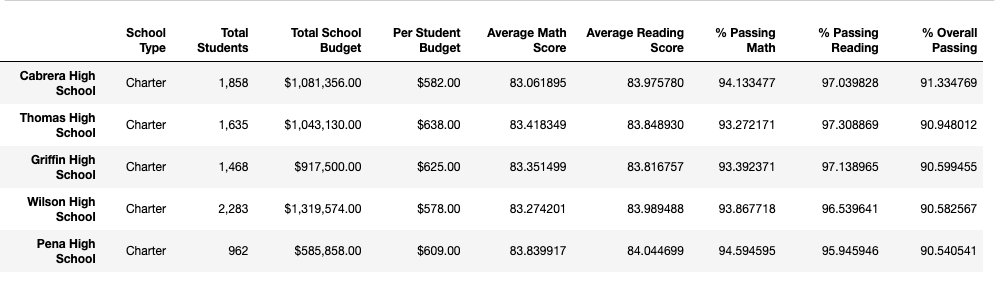 School Type Total Students Total School Budget Per Student Budget Average Math Score Average Reading Score % Passing Math % Passing Reading % Overall Passing
Cabrera High School Charter 1,858 $1,081,356.00 $582.00 83.061895 83.975780 94.133477 97.039828 91.334769
Thomas High School Charter 1,635 $1,043,130.00 $638.00 83.418349 83.848930 93.272171 97.308869 90.948012
Griffin High School Charter 1,468 $917,500.00 $625.00 83.351499 83.816757 93.392371 97.138965 90.599455
Wilson High School Charter 2,283 $1,319,574.00 $578.00 83.274201 83.989488 93.867718 96.539641 90.582567
Pena High School Charter 962 $585,858.00 $609.00 83.839917 84.044699 94.594595 95.945946 90.540541